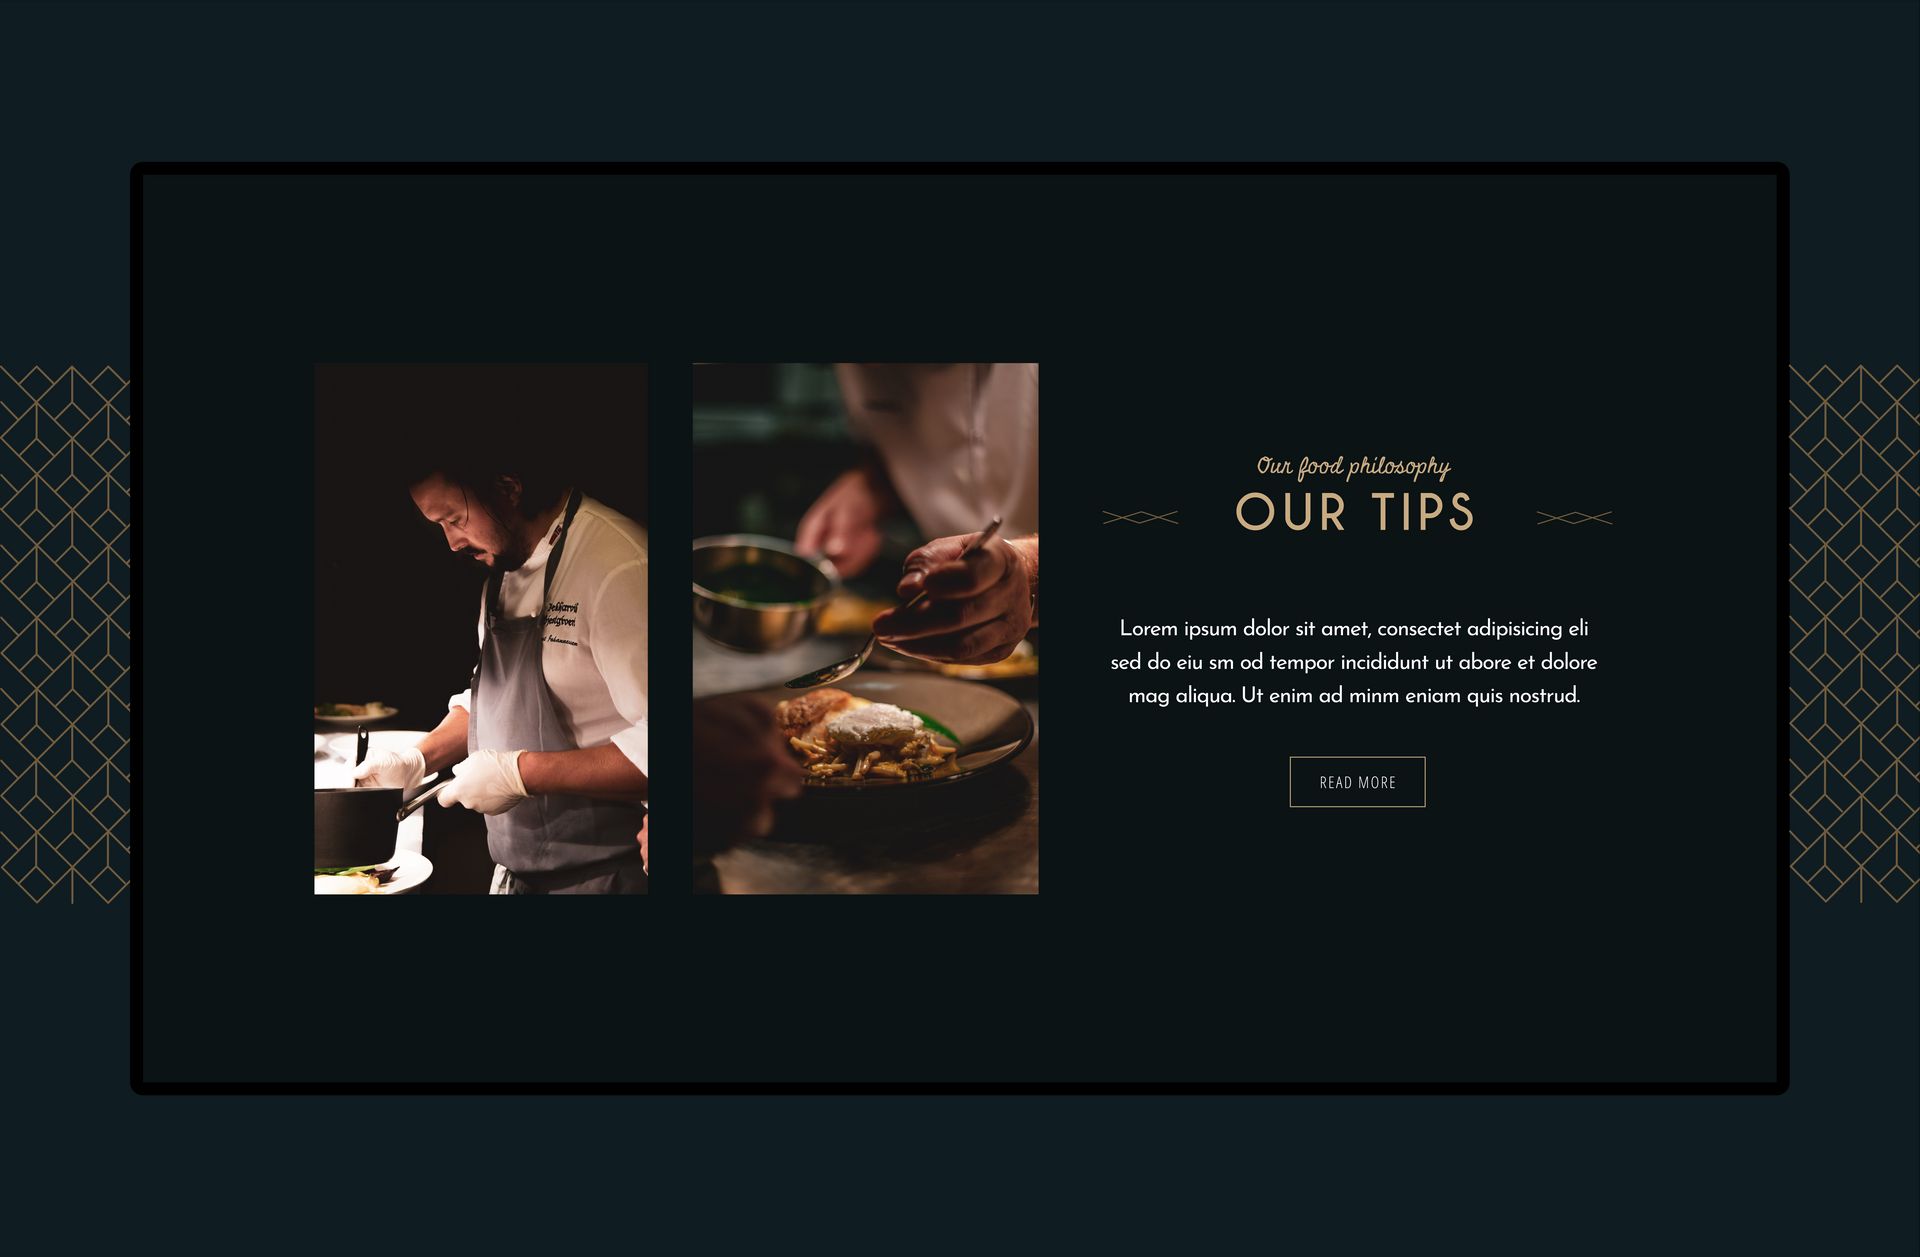 Our food philosophy
OUR TIPS
Lorem ipsum dolor sit amet, consectet adipisicing eli
sed do eiu sm od tempor incididunt ut abore et dolore
mag aliqua. Ut enim ad minm eniam quis nostrud.
READ MORE